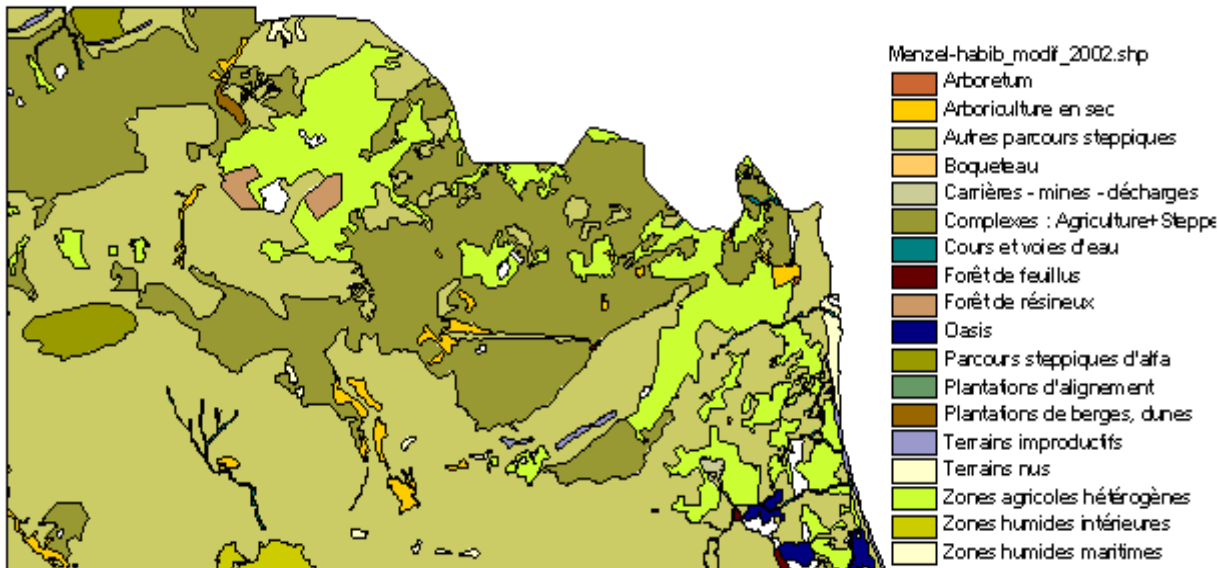 Menzel-habib_modif_2002.shp
Arboretum
Arboriculture en sec
Autres parcours steppiques
Boqueteau
Carrières - mines - décharges
Complexes : Agriculture+Steppe
Cours et voies d'eau
Forêt de feuillus
Forêt de résineux
Oasis
Parcours steppiques d'alfa
Plantations d'alignement
Plantations de berges, dunes
Terrains improductifs
Terrains nus
Zones agricoles hétérogènes
Zones humides intérieures
Zones humides maritimes